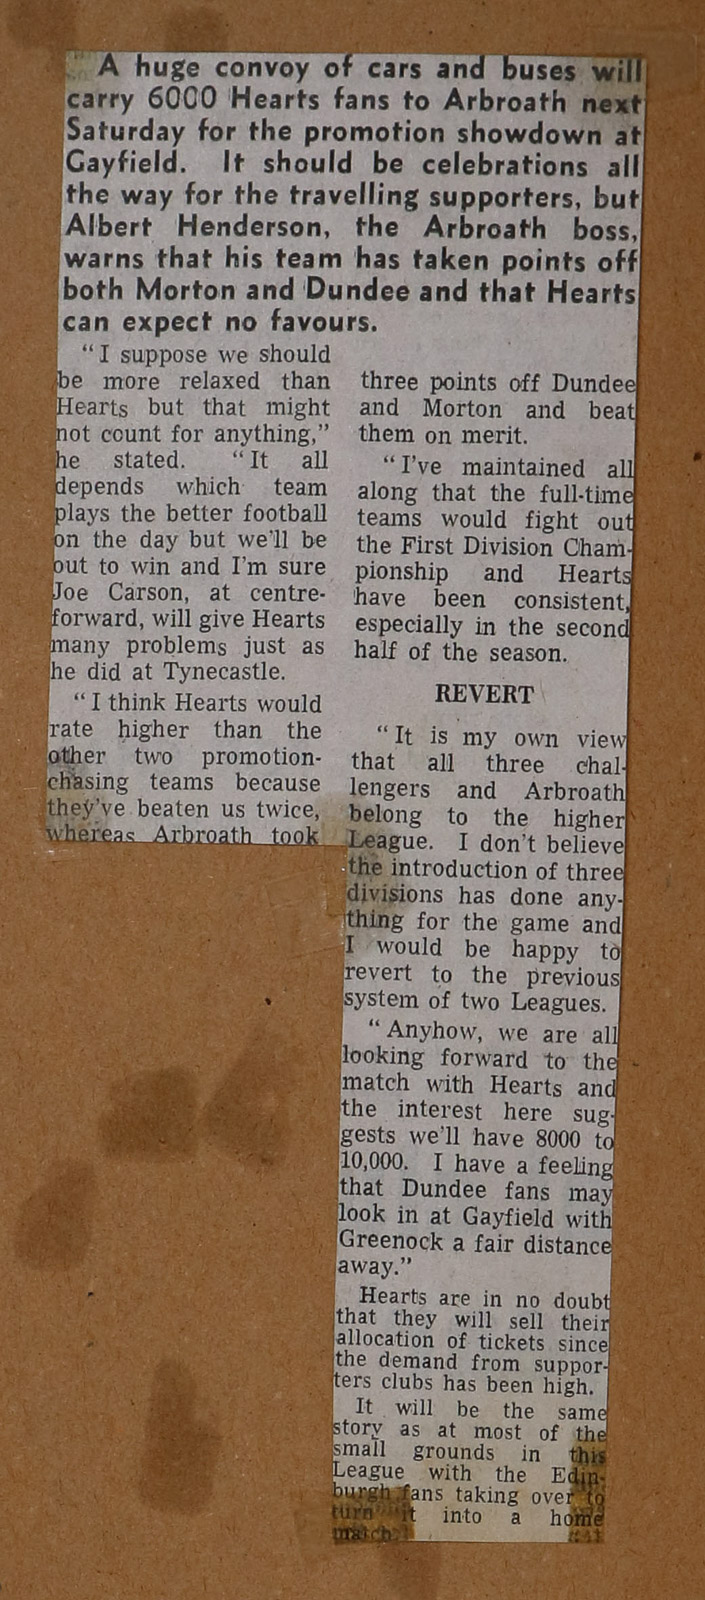 A huge convoy of cars and buses will
carry 6000 Hearts fans to Arbroath next
Saturday for the promotion showdown at
Gayfield. It should be celebrations all
the way for the travelling supporters, but
Albert Henderson, the Arbroath boss,
warns that his team has taken points off
both Morton and Dundee and that Hearts
can expect no favours.
“I suppose we should
be more relaxed than
Hearts but that might
not count for anything,”
he stated. “It all
depends which team
plays the better football
on the day but we’ll be
out to win and I’m sure
Joe Carson, at centre-
forward, will give Hearts
many problems just as
he did at Tynecastle.
“I think Hearts would
rate higher than the
other two promotion-
chasing teams because
they’ve beaten us twice,
whereas Arbroath took
three points off Dundee
and Morton and beat
them on merit.
“I’ve maintained all
along that the full-time
teams would fight out
the First Division Cham-
pionship and Hearts
have been consistent,
especially in the second
half of the season.
REVERT
“It is my own view
that all three chal-
lengers and Arbroath
belong to the higher
League. I don’t believe
the introduction of three
divisions has done any-
thing for the game and
I would be happy to
revert to the previous
system of two Leagues.
“Anyhow, we are all
looking forward to the
match with Hearts and
the interest here sug-
gests we’ll have 8000 to
10,000. I have a feeling
that Dundee fans may
look in at Gayfield with
Greenock a fair distance
away.”
Hearts are in no doubt
that they will sell their
allocation of tickets since
the demand from suppor-
ters clubs has been high.
It will be the same
story as at most of the
small grounds in this
League with the Edin-
burgh fans taking over to
turn it into a home
match.